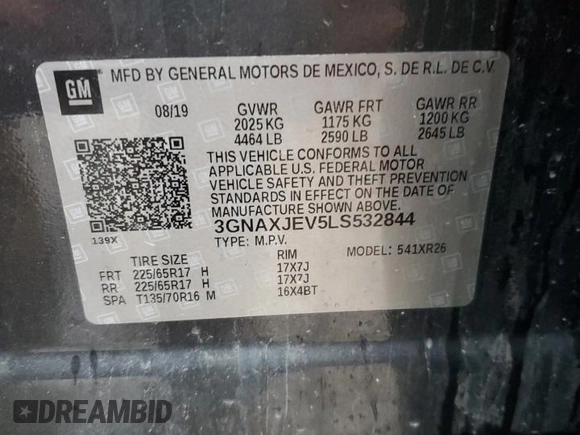 GM
MFD BY GENERAL MOTORS DE MEXICO, S. DE R.L. DE C.V.
08/19 GVWR GAWR FRT GAWR RR
2025 KG 1175 KG 1200 KG
4464 LB 2590 LB 2645 LB
THIS VEHICLE CONFORMS TO ALL
APPLICABLE U.S. FEDERAL MOTOR
VEHICLE SAFETY AND THEFT PREVENTION
STANDARDS IN EFFECT ON THE DATE OF
MANUFACTURE SHOWN ABOVE.
139X 3GNAXJEV5LS532844
TYPE: M.P.V.
TIRE SIZE RIM MODEL: 541XR26
FRT 225/65R17 H 17X7J
RR 225/65R17 H 17X7J
SPA T135/70R16 M 16X4BT
DREAMBID